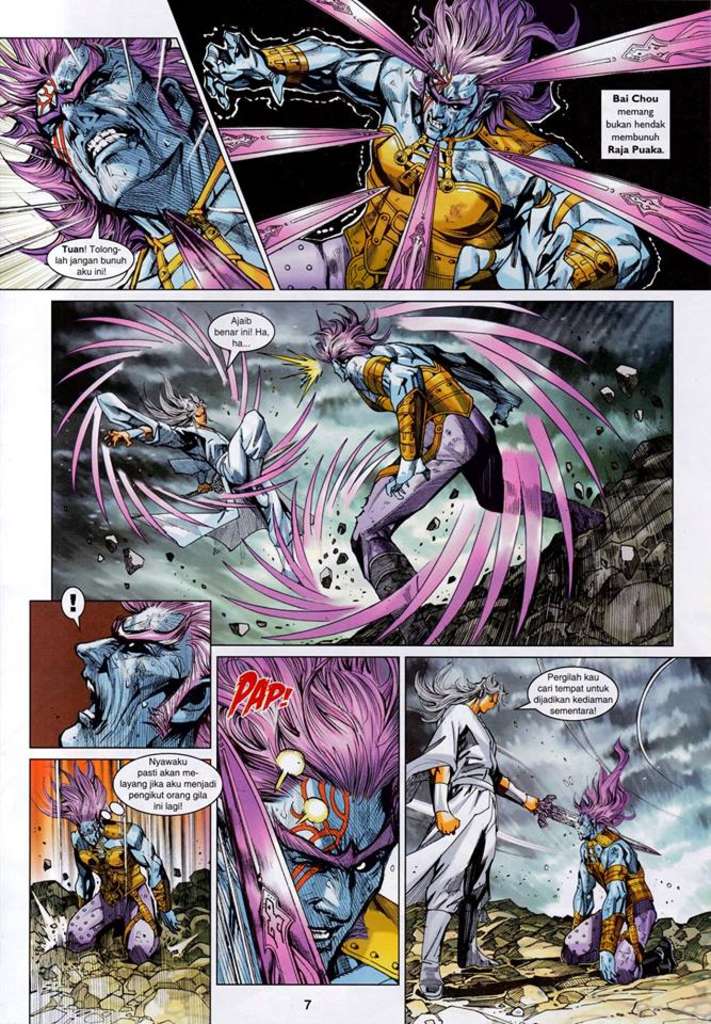 Bai Chou
memang
bukan hendak
membunuh
Raja Puaka.
Tuan! Tolong-
lah jangan bunuh
aku ini!
Ajaib
benar ini! Ha,
ha...
!
PAP!
Pergilah kau
cari tempat untuk
dijadikan kediaman
sementara!
Nyawaku
pasti akan me-
layang jika aku menjadi
pengikut orang gila
ini lagi!
7